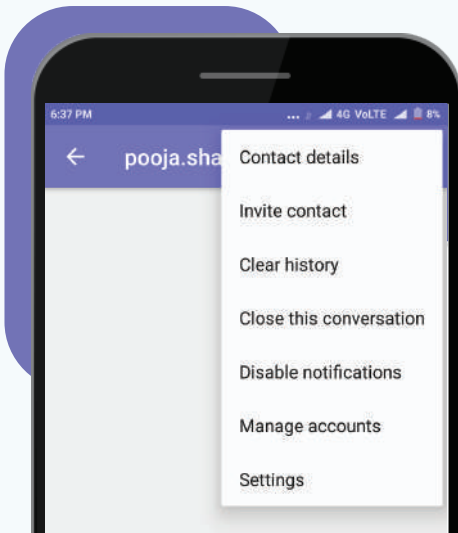 6:37 PM ... 4G VoLTE 8%
← pooja.sha
Contact details
Invite contact
Clear history
Close this conversation
Disable notifications
Manage accounts
Settings